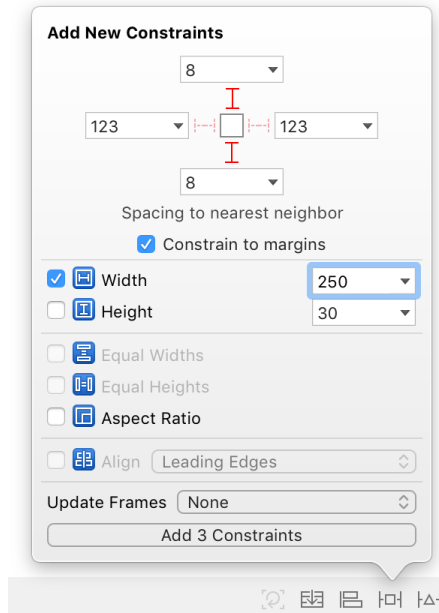 Add New Constraints
8
123 123
8
Spacing to nearest neighbor
Constrain to margins
Width 250
Height 30
Equal Widths
Equal Heights
Aspect Ratio
Align Leading Edges
Update Frames None
Add 3 Constraints